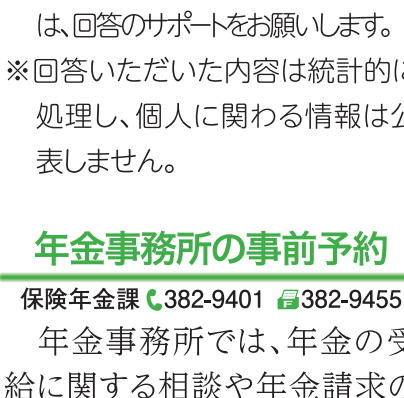 は、回答のサポートをお願いします。
※回答いただいた内容は統計的に
処理し、個人に関わる情報は公
表しません。
年金事務所の事前予約
保険年金課 382-9401 382-9455
年金事務所では、年金の受
給に関する相談や年金請求の